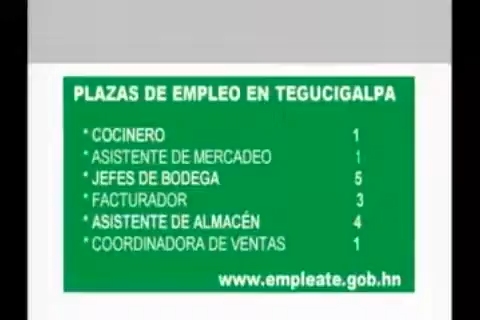 PLAZAS DE EMPLEO EN TEGUCIGALPA
* COCINERO 1
* ASISTENTE DE MERCADEO 1
* JEFES DE BODEGA 5
* FACTURADOR 3
* ASISTENTE DE ALMACÉN 4
* COORDINADORA DE VENTAS 1
www.empleate.gob.hn